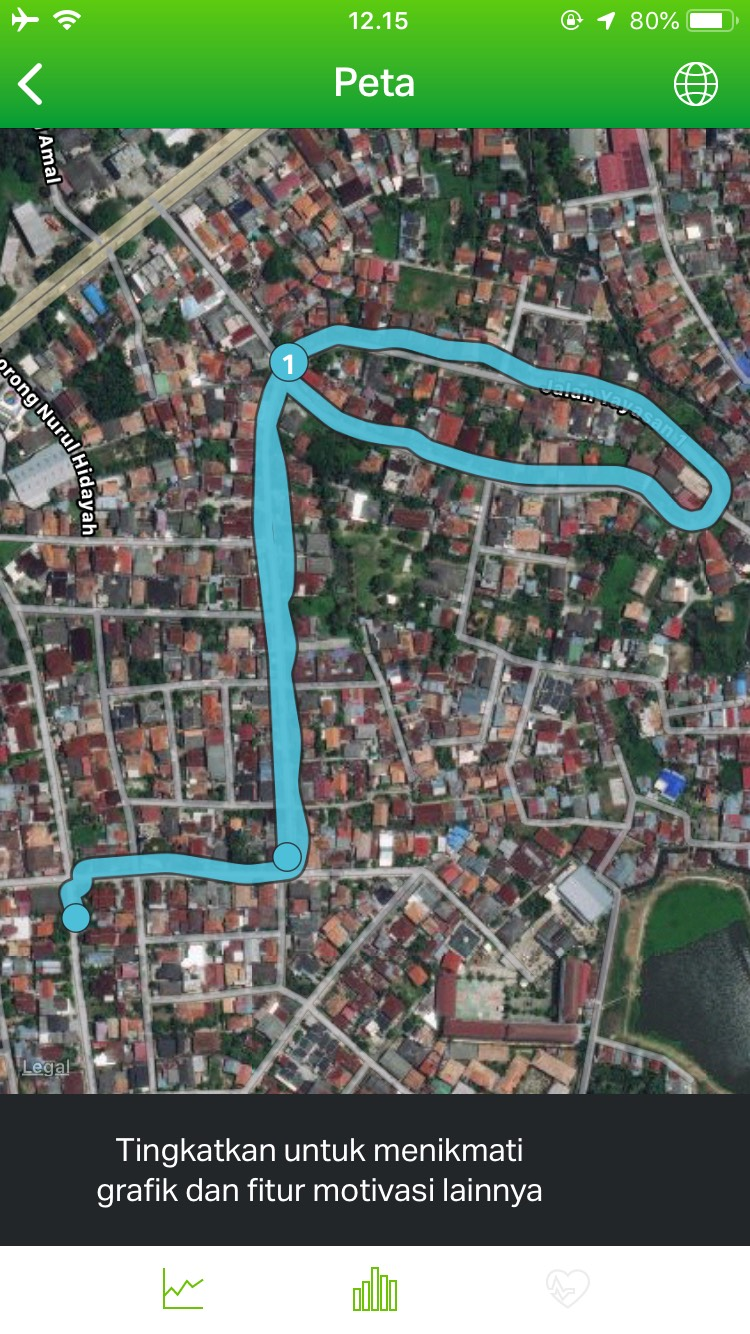 12.15
80%
Peta
Amal
orong Nurul Hidayah
1
Jalan Yayasan 1
Legal
Tingkatkan untuk menikmati
grafik dan fitur motivasi lainnya